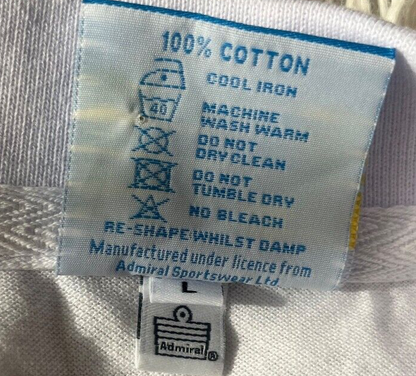 100% COTTON
COOL IRON
40
MACHINE
WASH WARM
DO NOT
DRYCLEAN
DO NOT
TUMBLE DRY
NO BLEACH
RE-SHAPE WHILST DAMP
Manufactured under licence from
Admiral Sportswear Ltd.
L
Admiral®